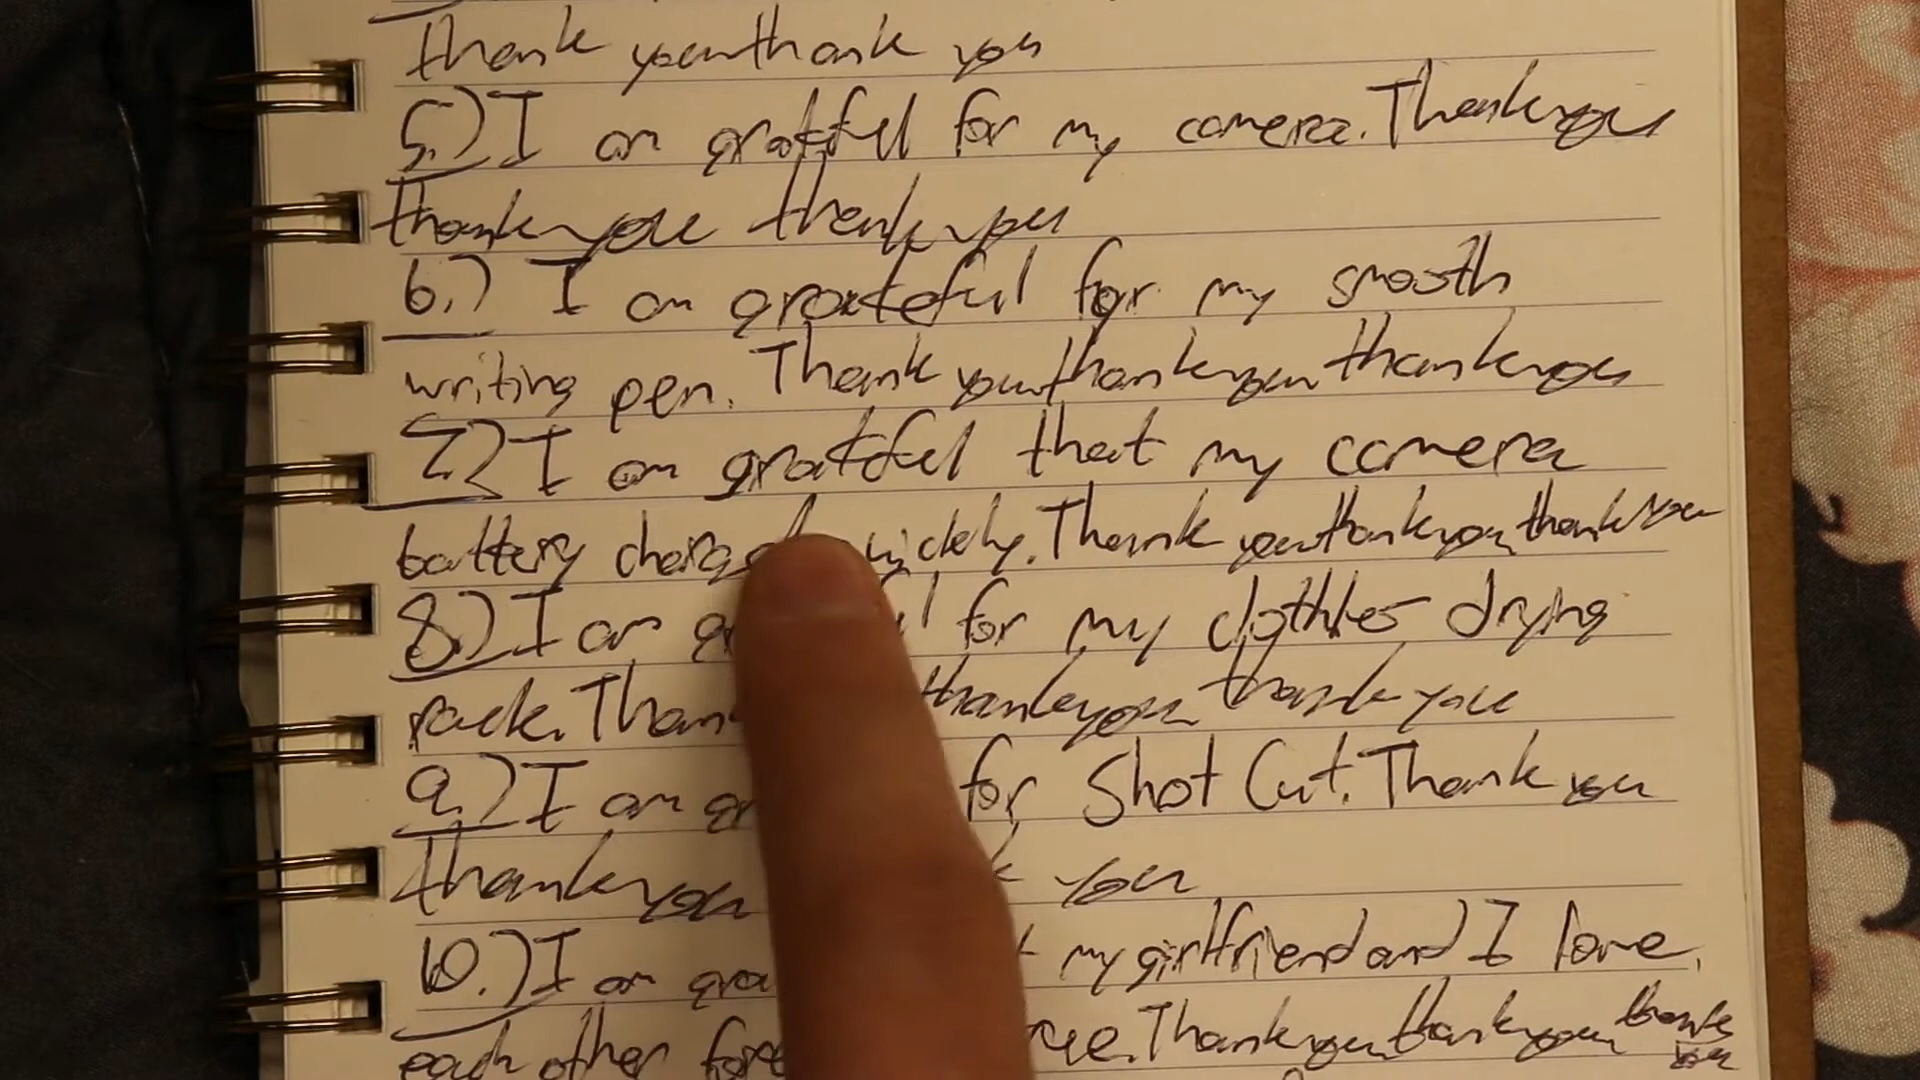 Thank you thank you
5.) I am grateful for my camera. Thank you
thank you thank you
6.) I am grateful for my smooth
writing pen. Thank you thank you thank you
7.) I am grateful that my camera
battery quickly. Thank you thank you thank you
8.) I am for my clothes drying
rack. thank you thank you
9.) I am for Shot Cut. Thank you
thank you you
10.) I am my girlfriend and I love
each other Thank you thank you thank you